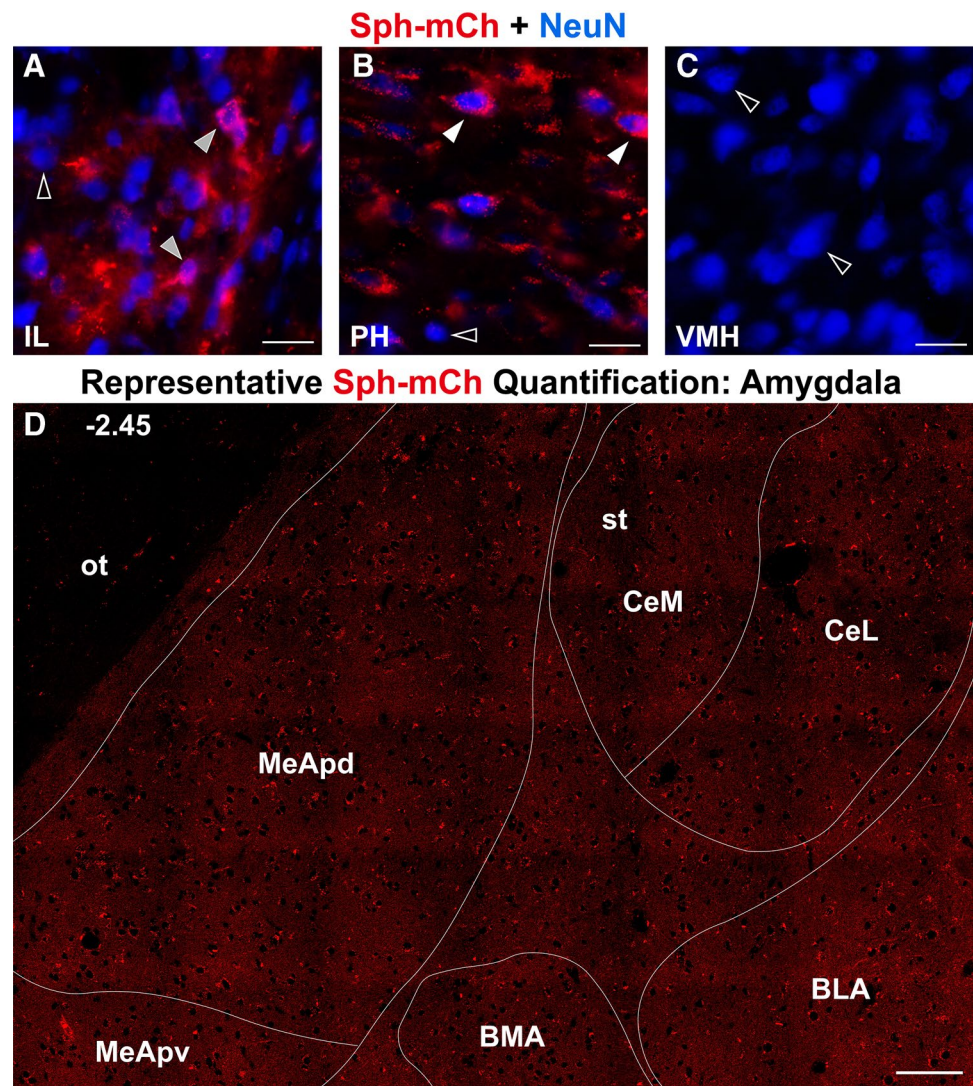 Sph-mCh + NeuN
A
B
C
IL
PH
VMH
Representative Sph-mCh Quantification: Amygdala
D -2.45
ot
st
CeM
CeL
MeApd
BLA
BMA
MeApv